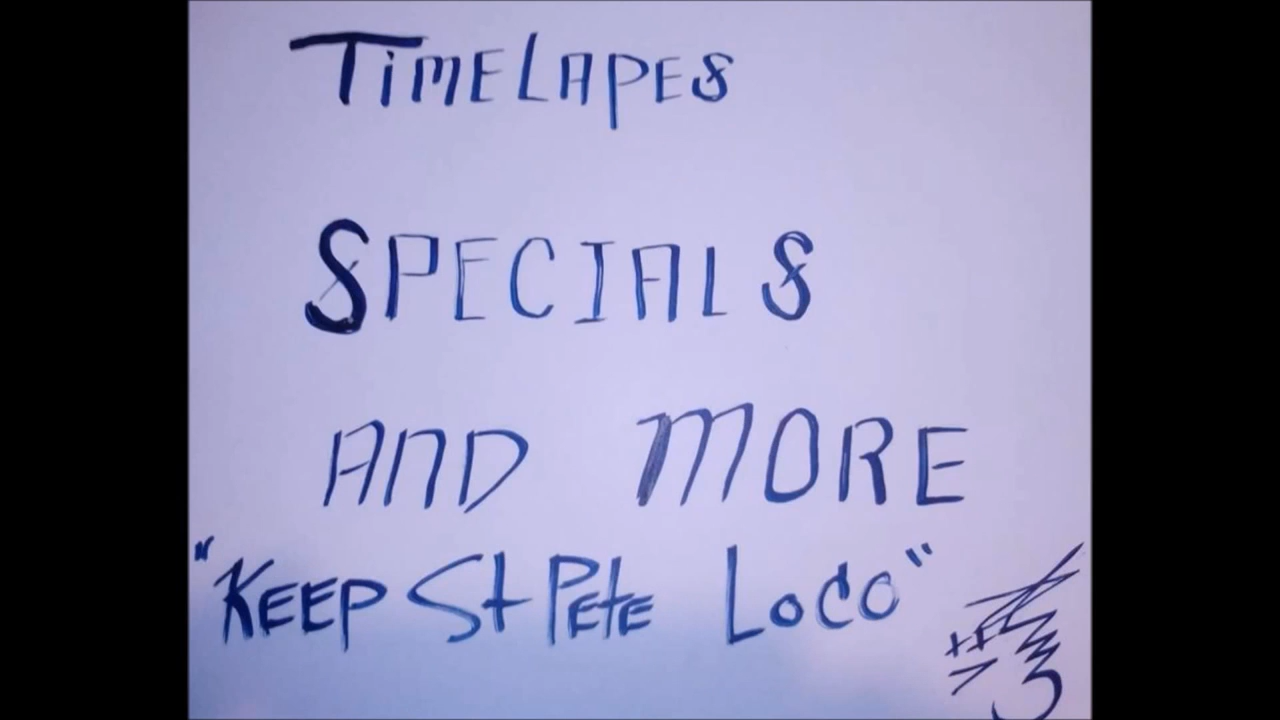 TimELAPES
SPECIALS
AND MORE
"KEEP St PEtE LoCo"